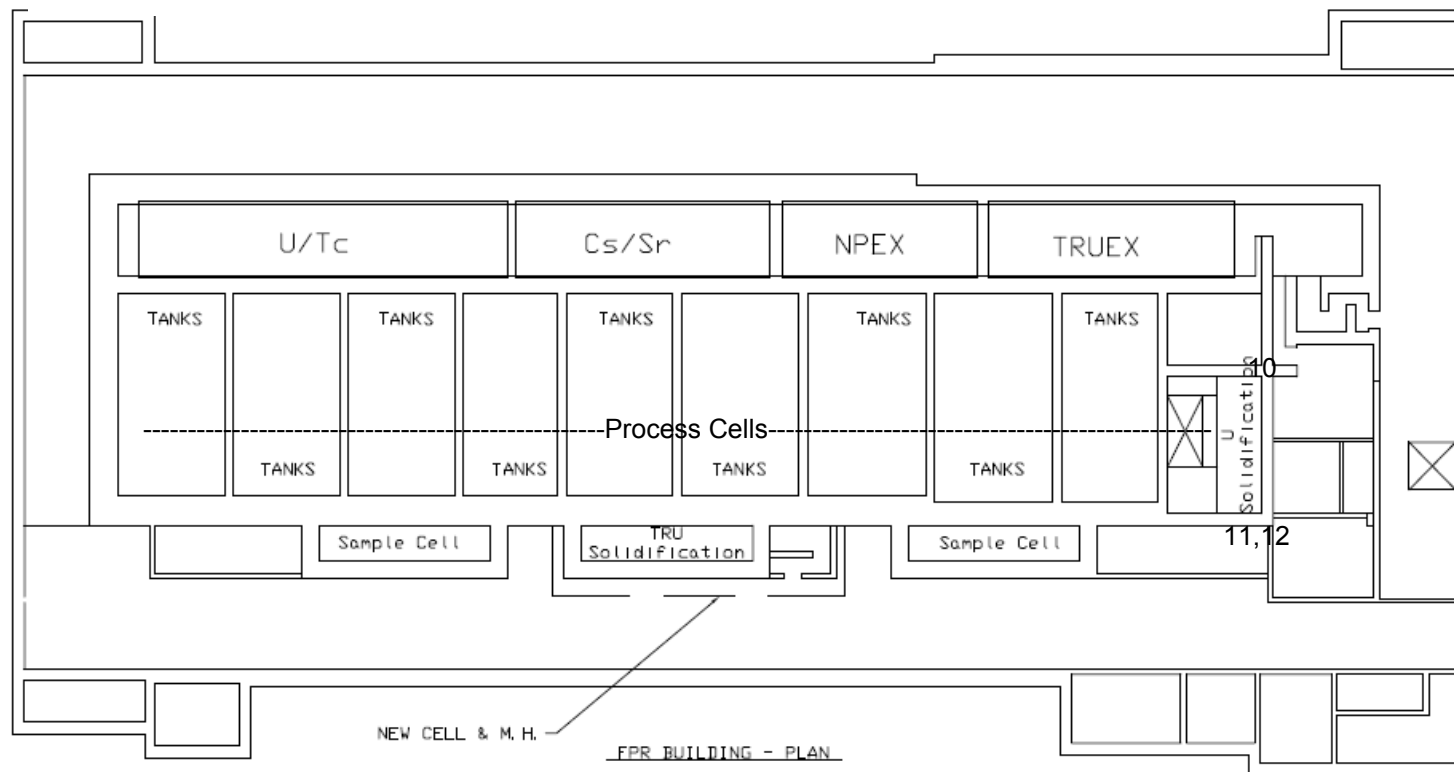 U/Tc
Cs/Sr
NPEX
TRUEX
TANKS
TANKS
TANKS
TANKS
TANKS
10
U
Solidification
Process Cells
TANKS
TANKS
TANKS
TANKS
Sample Cell
TRU
Solidification
Sample Cell
11,12
NEW CELL & M. H.
FPR BUILDING - PLAN